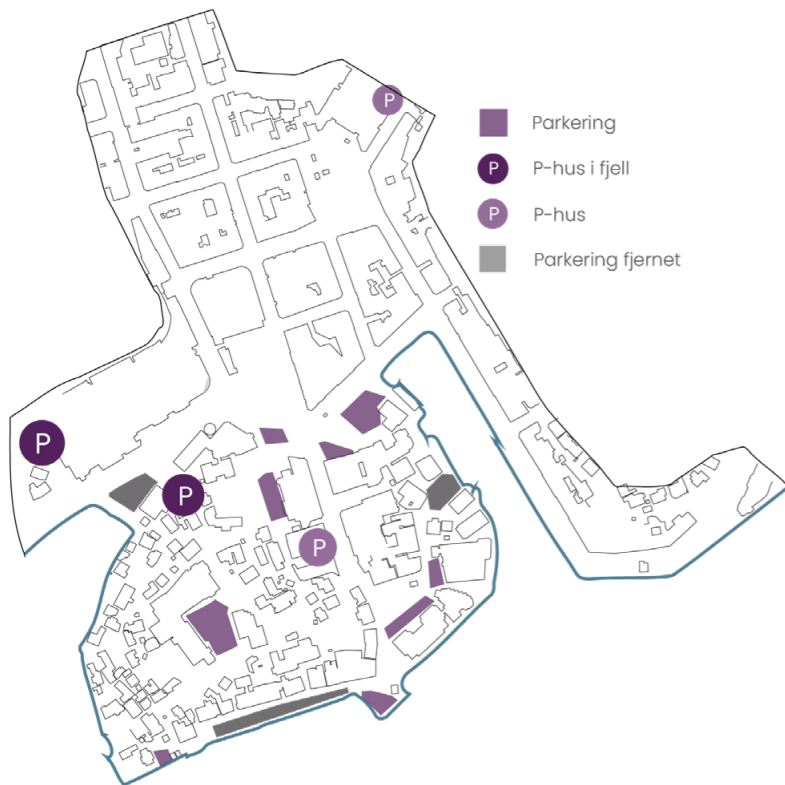 P
Parkering
P P-hus i fjell
P P-hus
Parkering fjernet
P
P
P